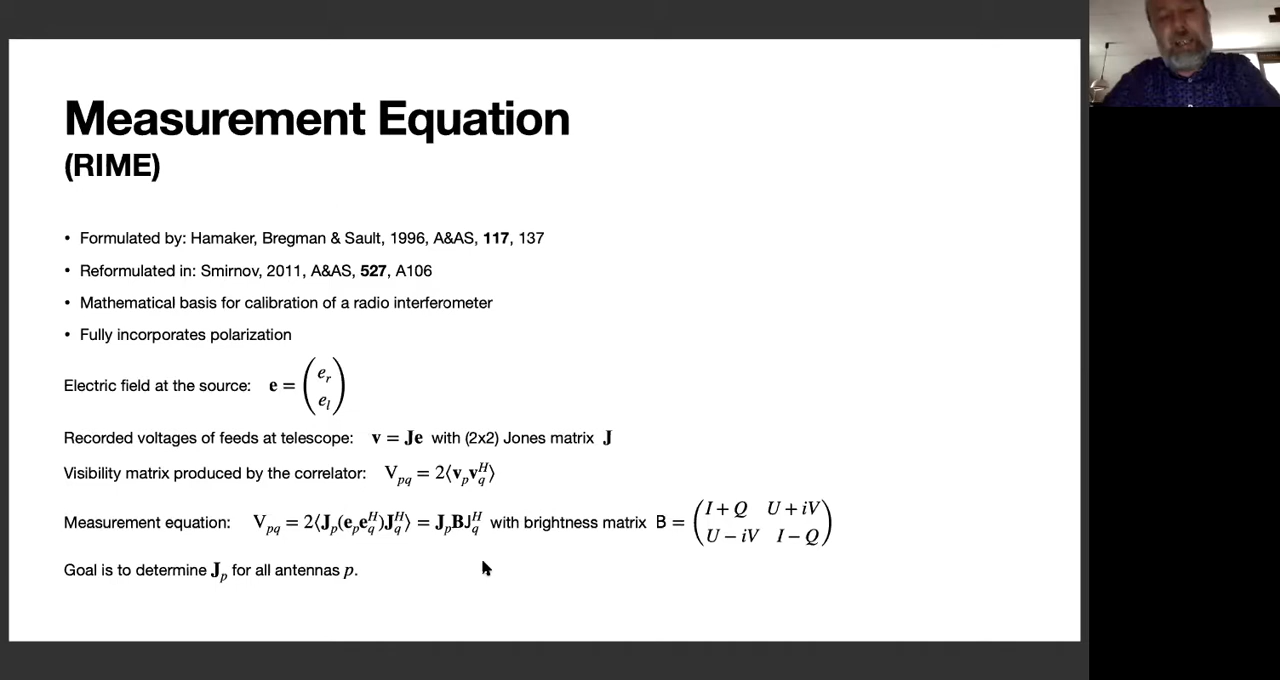 Measurement Equation
(RIME)
• Formulated by: Hamaker, Bregman & Sault, 1996, A&AS, 117, 137
• Reformulated in: Smirnov, 2011, A&AS, 527, A106
• Mathematical basis for calibration of a radio interferometer
• Fully incorporates polarization
Electric field at the source: e = (e_r e_l)
Recorded voltages of feeds at telescope: v = Je with (2x2) Jones matrix J
Visibility matrix produced by the correlator: V_pq = 2⟨v_p v_q^H⟩
Measurement equation: V_pq = 2⟨J_p(e_p e_q^H)J_q^H⟩ = J_p B J_q^H with brightness matrix B = (I + Q U + iV U − iV I − Q)
Goal is to determine J_p for all antennas p.